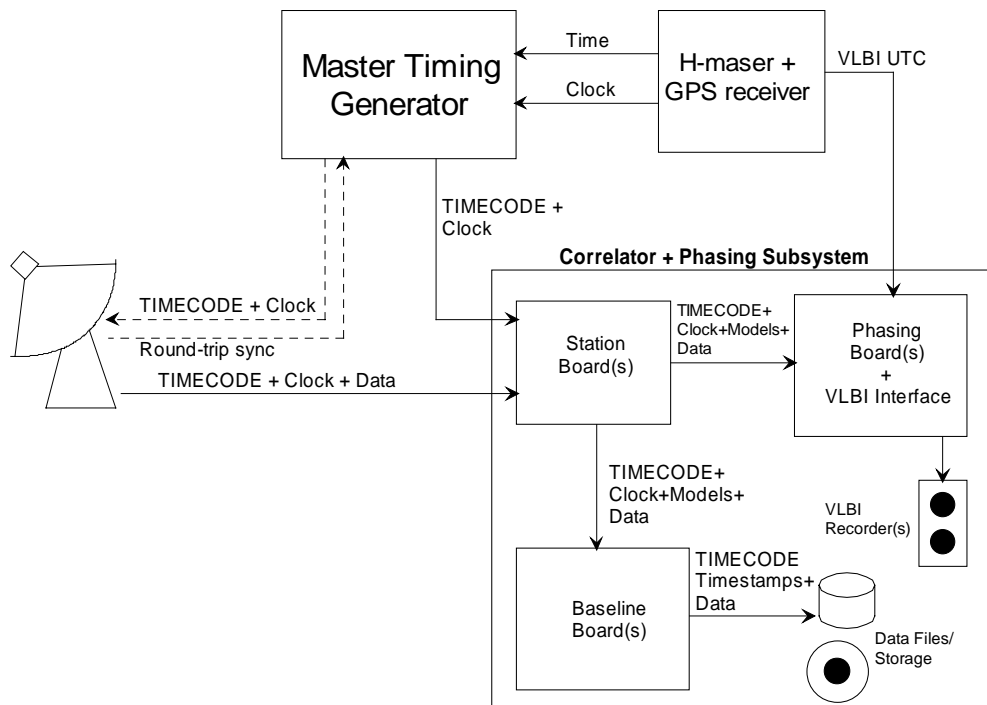 Master Timing
Generator
Time
Clock
H-maser +
GPS receiver
VLBI UTC
TIMECODE +
Clock
Correlator + Phasing Subsystem
TIMECODE + Clock
Round-trip sync
TIMECODE + Clock + Data
Station
Board(s)
TIMECODE+
Clock+Models+
Data
Phasing
Board(s)
+
VLBI Interface
TIMECODE+
Clock+Models+
Data
VLBI
Recorder(s)
Baseline
Board(s)
TIMECODE
Timestamps+
Data
Data Files/
Storage